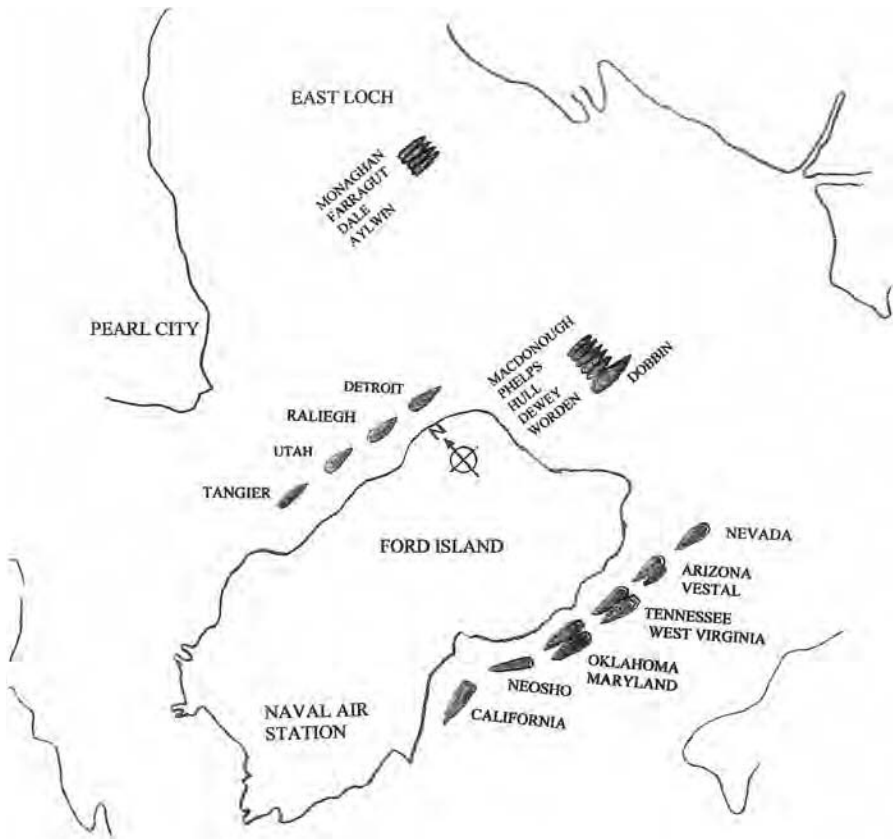 EAST LOCH
MONAGHAN
FARRAGUT
DALE
AYLWIN
PEARL CITY
MACDONOUGH
PHELPS
HULL
DEWEY
WORDEN
DOBBIN
DETROIT
RALIEGH
UTAH
TANGIER
N
FORD ISLAND
NEVADA
ARIZONA
VESTAL
TENNESSEE
WEST VIRGINIA
OKLAHOMA
MARYLAND
NEOSHO
CALIFORNIA
NAVAL AIR
STATION